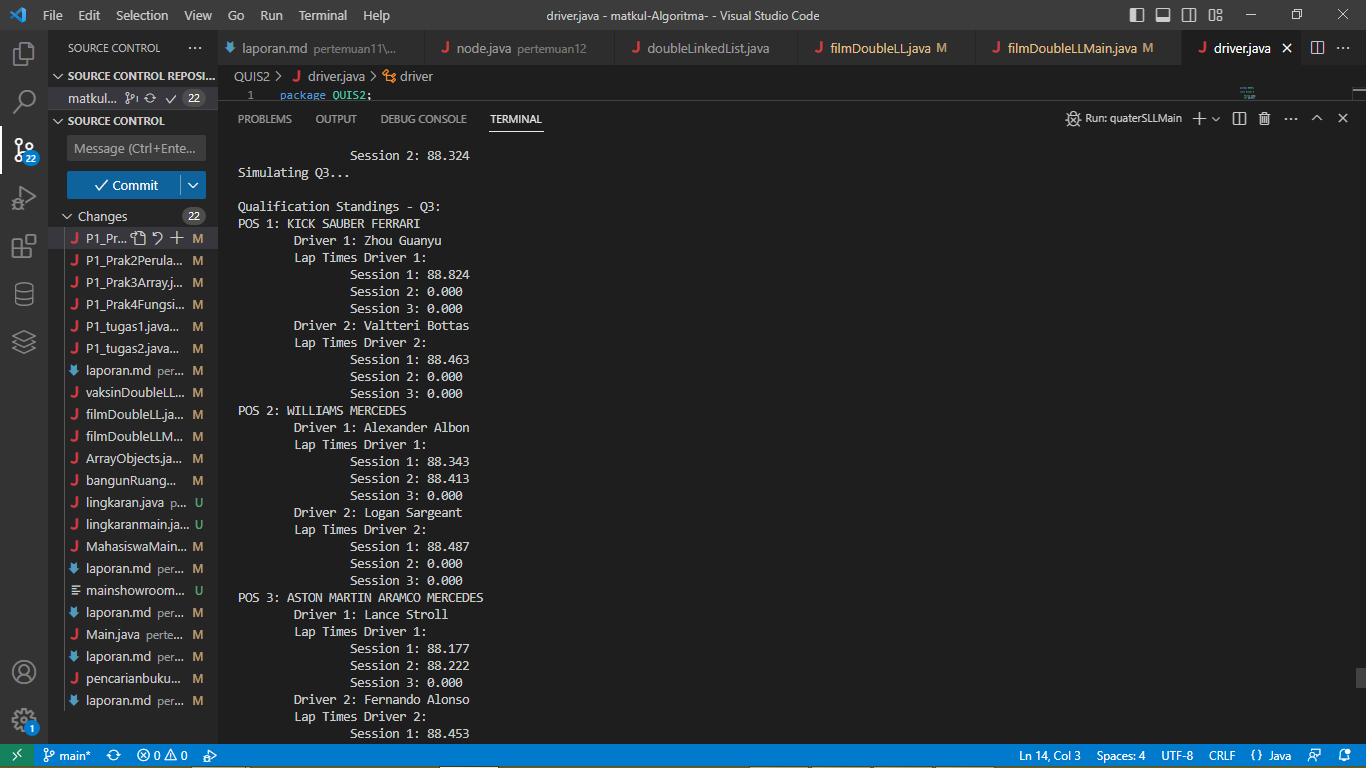 File Edit Selection View Go Run Terminal Help
driver.java - matkul-Algoritma- - Visual Studio Code
SOURCE CONTROL ...
SOURCE CONTROL REPOSI...
matkul... 22
SOURCE CONTROL
Message (Ctrl+Ente...
Commit
Changes 22
P1_Pr... M
P1_Prak2Perula... M
P1_Prak3Array.j... M
P1_Prak4Fungsi... M
P1_tugas1.java... M
P1_tugas2.java... M
laporan.md per... M
vaksinDoubleLL... M
filmDoubleLL.ja... M
filmDoubleLLM... M
ArrayObjects.ja... M
bangunRuang... M
lingkaran.java p... U
lingkaranmain.ja... U
MahasiswaMain... M
laporan.md per... M
mainshowroom... U
laporan.md per... M
Main.java perte... M
laporan.md per... M
pencarianbuku... M
laporan.md per... M
22
1
laporan.md pertemuan11\...
node.java pertemuan12
doubleLinkedList.java
filmDoubleLL.java M
filmDoubleLLMain.java M
driver.java
QUIS2 > driver.java > driver
1 package QUIS2;
PROBLEMS OUTPUT DEBUG CONSOLE TERMINAL
Run: quaterSLLMain
Session 2: 88.324
Simulating Q3...
Qualification Standings - Q3:
POS 1: KICK SAUBER FERRARI
Driver 1: Zhou Guanyu
Lap Times Driver 1:
Session 1: 88.824
Session 2: 0.000
Session 3: 0.000
Driver 2: Valtteri Bottas
Lap Times Driver 2:
Session 1: 88.463
Session 2: 0.000
Session 3: 0.000
POS 2: WILLIAMS MERCEDES
Driver 1: Alexander Albon
Lap Times Driver 1:
Session 1: 88.343
Session 2: 88.413
Session 3: 0.000
Driver 2: Logan Sargeant
Lap Times Driver 2:
Session 1: 88.487
Session 2: 0.000
Session 3: 0.000
POS 3: ASTON MARTIN ARAMCO MERCEDES
Driver 1: Lance Stroll
Lap Times Driver 1:
Session 1: 88.177
Session 2: 88.222
Session 3: 0.000
Driver 2: Fernando Alonso
Lap Times Driver 2:
Session 1: 88.453
main* 0 0
Ln 14, Col 3 Spaces: 4 UTF-8 CRLF {} Java